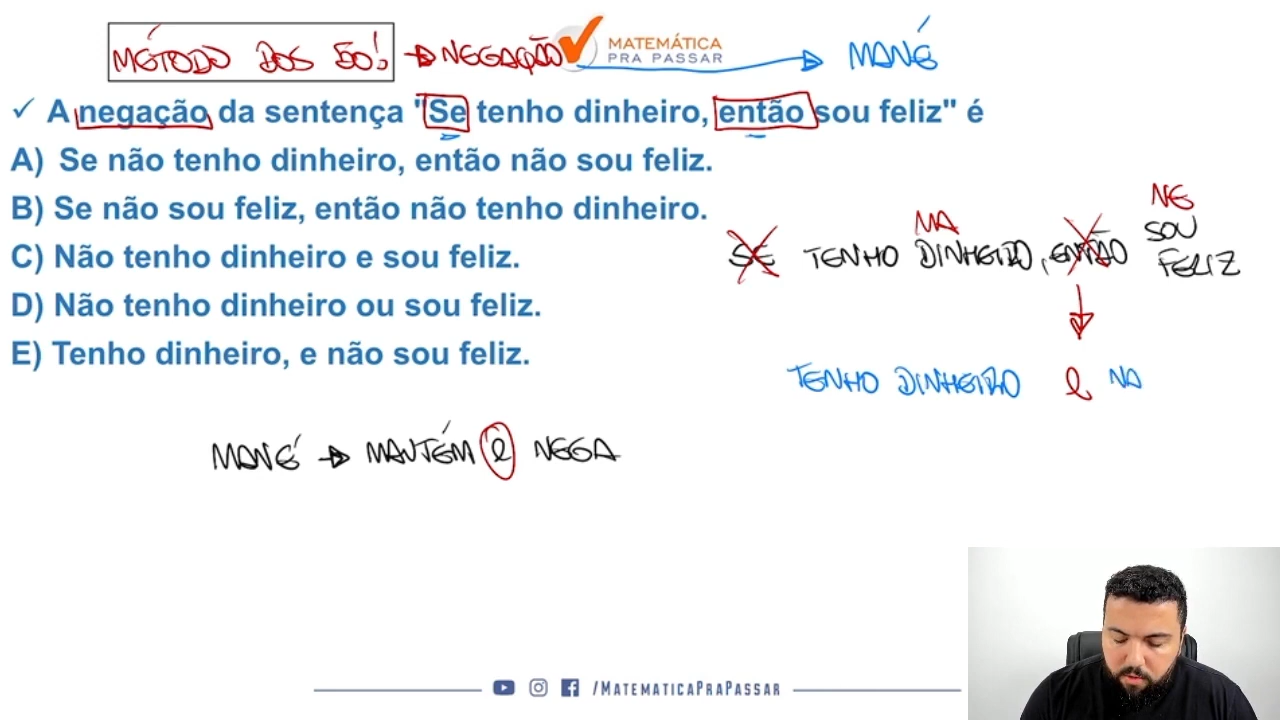 MÉTODO DOS 50! → NEGAÇÃO → MANÉ
MATEMÁTICA
PRA PASSAR
✓ A negação da sentença "Se tenho dinheiro, então sou feliz" é
A) Se não tenho dinheiro, então não sou feliz.
B) Se não sou feliz, então não tenho dinheiro.
C) Não tenho dinheiro e sou feliz.
D) Não tenho dinheiro ou sou feliz.
E) Tenho dinheiro, e não sou feliz.
MA NE
SE TENHO DINHEIRO, ENTÃO SOU FELIZ
TENHO DINHEIRO e NA
MANÉ → MANTÉM e NEGA
/MATEMATICAPRAPASSAR